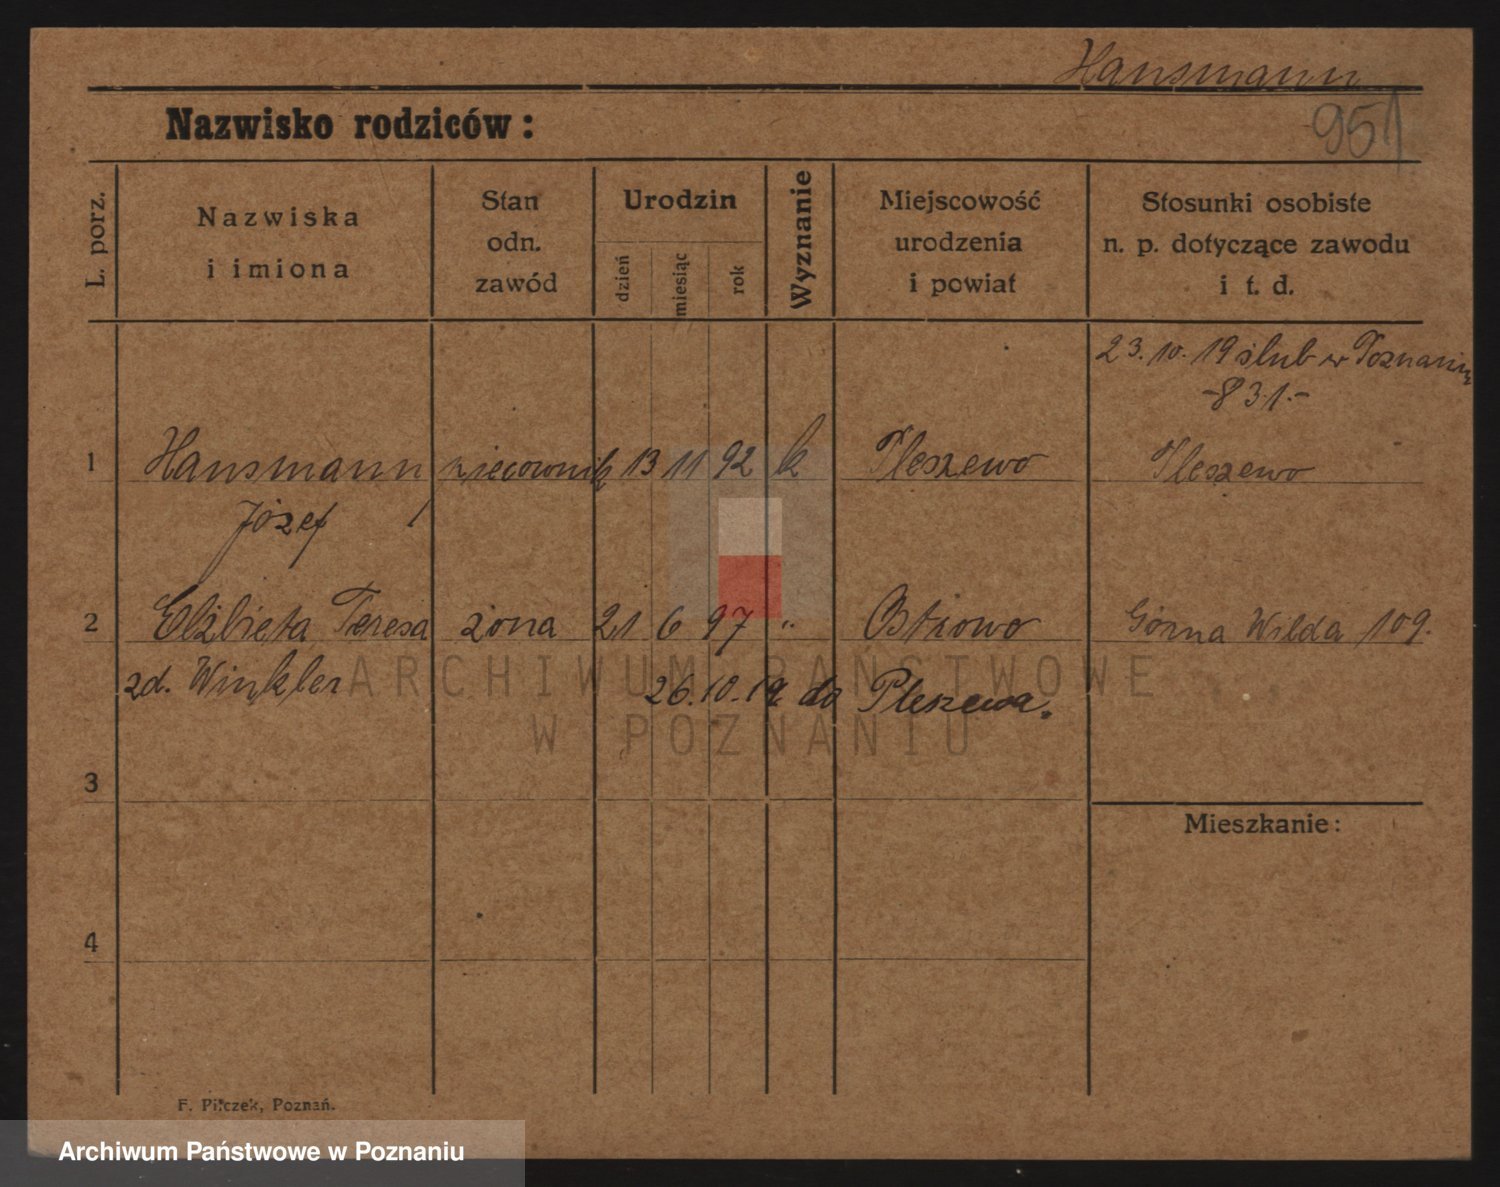 Hansmann
Nazwisko rodziców:
951
L. porz.
Nazwiska
i imiona
Stan
odn.
zawód
Urodzin
dzień
miesiąc
rok
Wyznanie
Miejscowość
urodzenia
i powiat
Stosunki osobiste
n. p. dotyczące zawodu
i t. d.
23. 10. 19 ślub w Poznaniu
-831.-
1 Hansmann 13 11 92 k Pleszewo Pleszewo
Józef
2 Elżbieta Teresa żona 21 6 97 " Ostrowo Górna Wilda 109.
zd. Winkler 26. 10. 19 do Pleszewa.
3
Mieszkanie:
4
F. Pilczek, Poznań.
ARCHIWUM PAŃSTWOWE
W POZNANIU
Archiwum Państwowe w Poznaniu